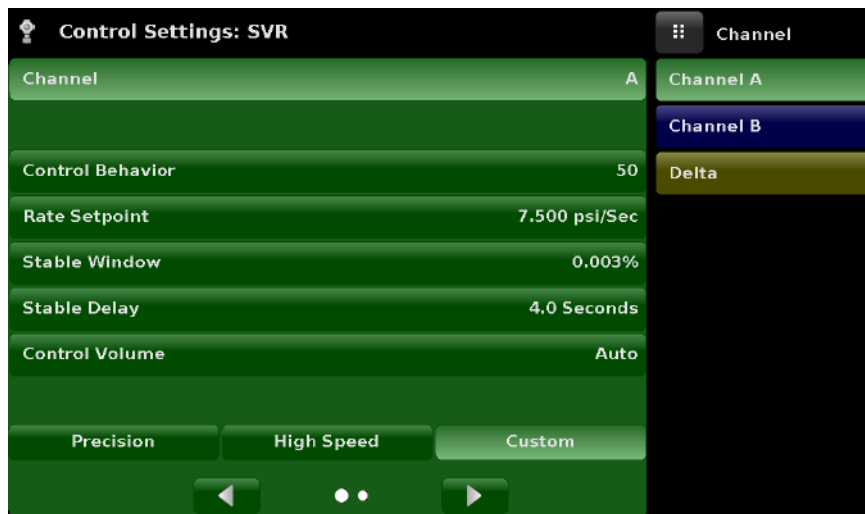 Control Settings: SVR
Channel A
Control Behavior 50
Rate Setpoint 7.500 psi/Sec
Stable Window 0.003%
Stable Delay 4.0 Seconds
Control Volume Auto
Precision High Speed Custom
Channel
Channel A
Channel B
Delta